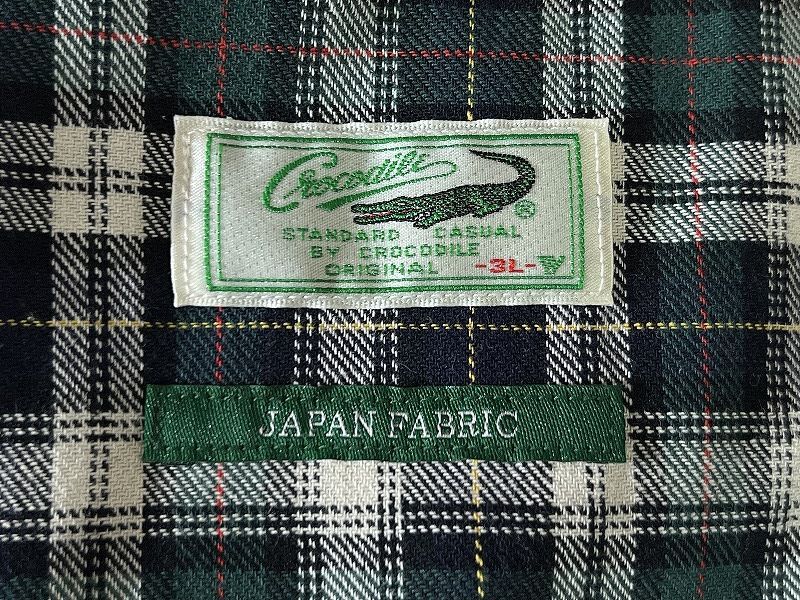 Crocodile
®
STANDARD CASUAL
BY CROCODILE
ORIGINAL -3L-
JAPAN FABRIC